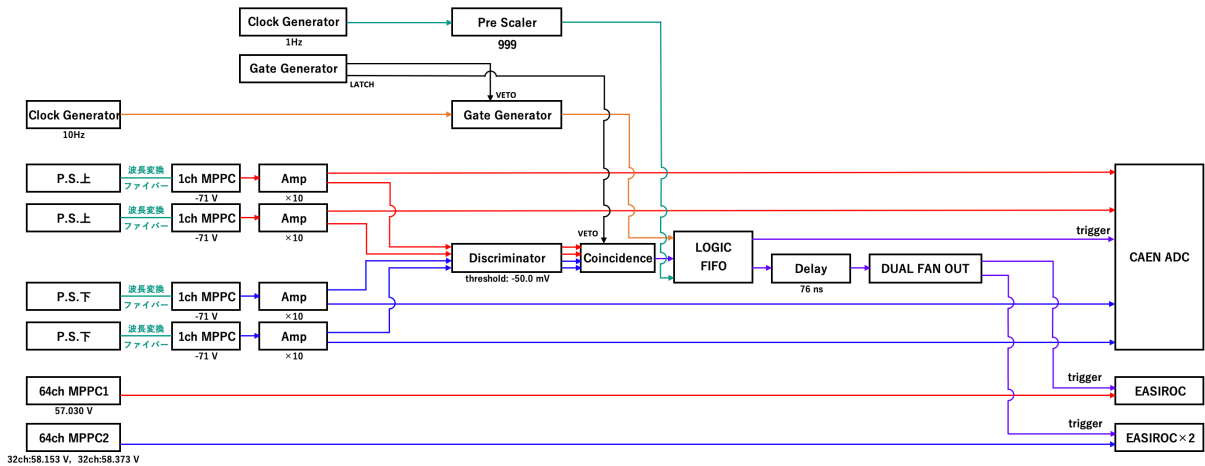 Clock Generator
1Hz
Pre Scaler
999
Gate Generator
LATCH
VETO
Clock Generator
10Hz
Gate Generator
P.S.上
波長変換
ファイバー
1ch MPPC
-71 V
Amp
×10
P.S.上
波長変換
ファイバー
1ch MPPC
-71 V
Amp
×10
VETO
Discriminator
threshold: -50.0 mV
Coincidence
LOGIC
FIFO
trigger
CAEN ADC
Delay
76 ns
DUAL FAN OUT
P.S.下
波長変換
ファイバー
1ch MPPC
-71 V
Amp
×10
P.S.下
波長変換
ファイバー
1ch MPPC
-71 V
Amp
×10
64ch MPPC1
57.030 V
trigger
EASIROC
64ch MPPC2
32ch:58.153 V, 32ch:58.373 V
trigger
EASIROC×2